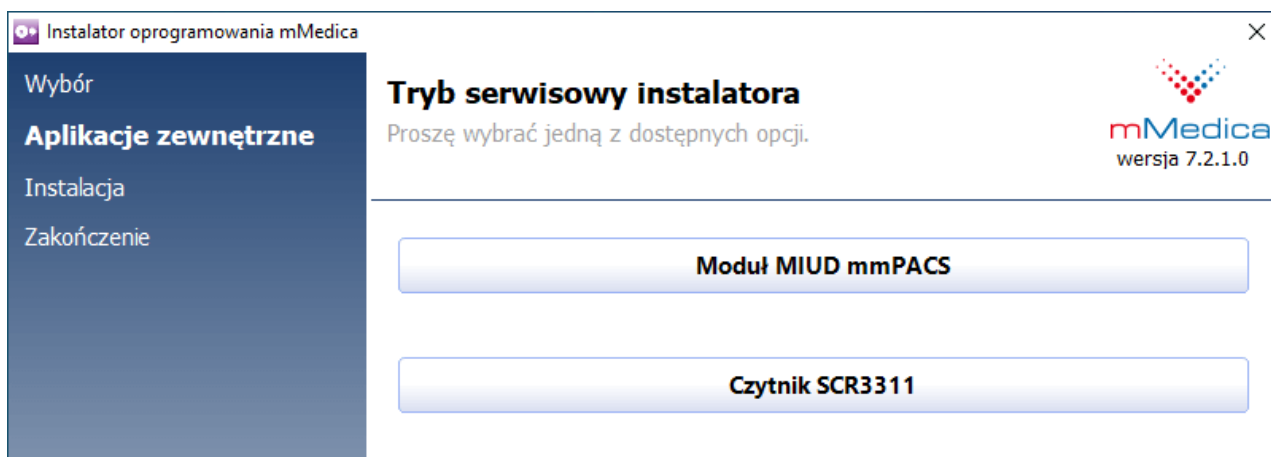 Instalator oprogramowania mMedica
Wybór
Aplikacje zewnętrzne
Instalacja
Zakończenie
Tryb serwisowy instalatora
Proszę wybrać jedną z dostępnych opcji.
mMedica
wersja 7.2.1.0
Moduł MIUD mmPACS
Czytnik SCR3311